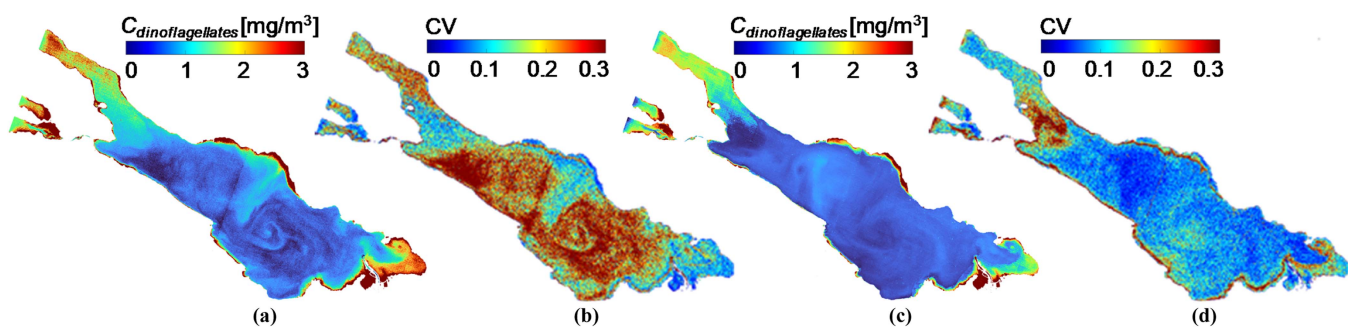 C_dinoflagellates [mg/m³]
0 1 2 3
CV
0 0.1 0.2 0.3
C_dinoflagellates [mg/m³]
0 1 2 3
CV
0 0.1 0.2 0.3
(a)
(b)
(c)
(d)